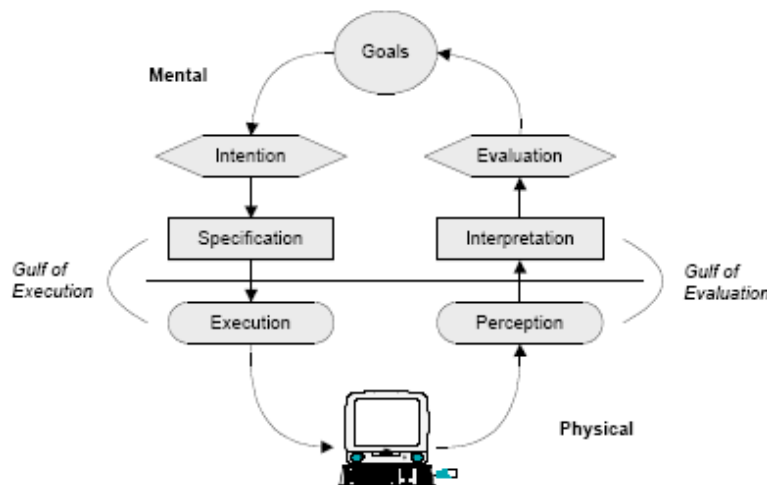 Goals
Mental
Intention
Evaluation
Specification
Interpretation
Gulf of
Execution
Gulf of
Evaluation
Execution
Perception
Physical